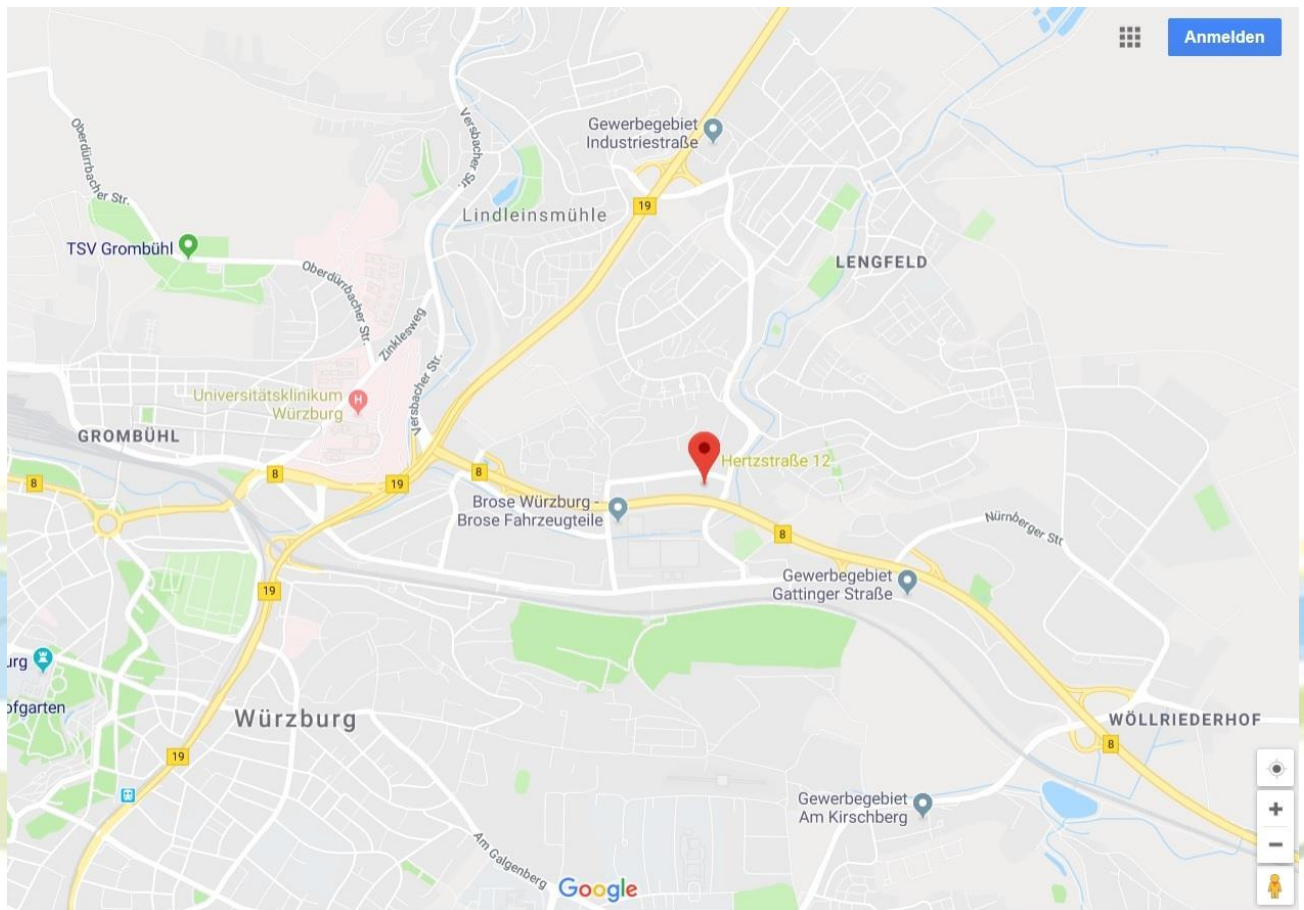 Anmelden
Gewerbegebiet
Industriestraße
Oberdürrbacher Str.
Versbacher Str.
19
Lindleinsmühle
TSV Grombühl
LENGFELD
Oberdürrbacher Str.
Zinklesweg
Versbacher Str.
Universitätsklinikum
Würzburg
H
GROMBÜHL
Hertzstraße 12
8
8
8
19
Brose Würzburg -
Brose Fahrzeugteile
Nürnberger Str
8
Gewerbegebiet
Gattinger Straße
19
urg
ofgarten
Würzburg
WÖLLRIEDERHOF
8
19
Gewerbegebiet
Am Kirschberg
Am Galgenberg
Google